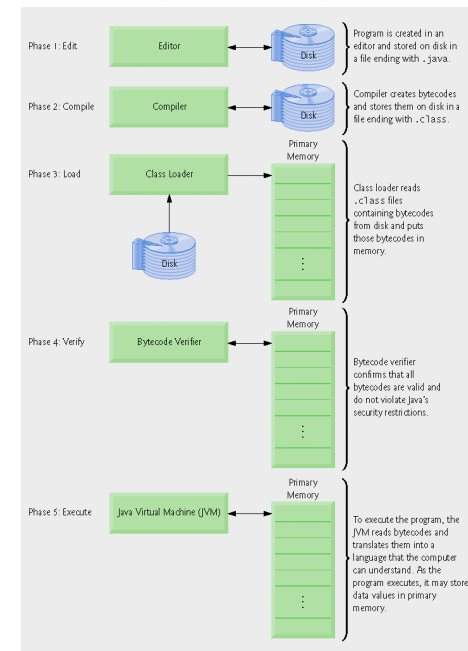 Phase 1: Edit
Editor
Disk
Program is created in an
editor and stored on disk in
a file ending with .java.
Phase 2: Compile
Compiler
Disk
Compiler creates bytecodes
and stores them on disk in a
file ending with .class.
Phase 3: Load
Class Loader
Disk
Primary
Memory
Class loader reads
.class files
containing bytecodes
from disk and puts
those bytecodes in
memory.
Phase 4: Verify
Bytecode Verifier
Primary
Memory
Bytecode verifier
confirms that all
bytecodes are valid and
do not violate Java's
security restrictions.
Phase 5: Execute
Java Virtual Machine (JVM)
Primary
Memory
To execute the program, the
JVM reads bytecodes and
translates them into a
language that the computer
can understand. As the
program executes, it may store
data values in primary
memory.